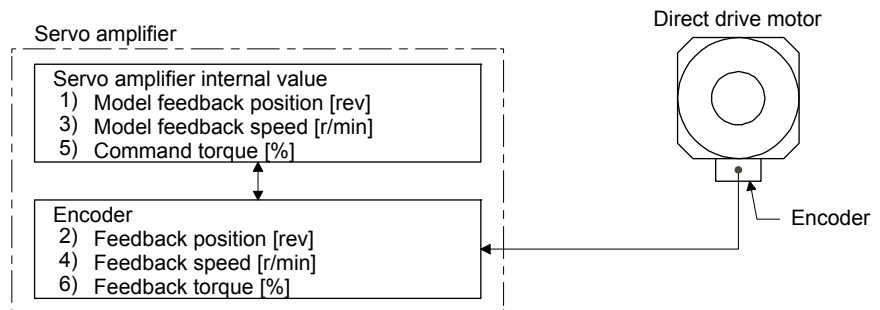 Direct drive motor
Servo amplifier
Servo amplifier internal value
1) Model feedback position [rev]
3) Model feedback speed [r/min]
5) Command torque [%]
Encoder
2) Feedback position [rev]
4) Feedback speed [r/min]
6) Feedback torque [%]
Encoder